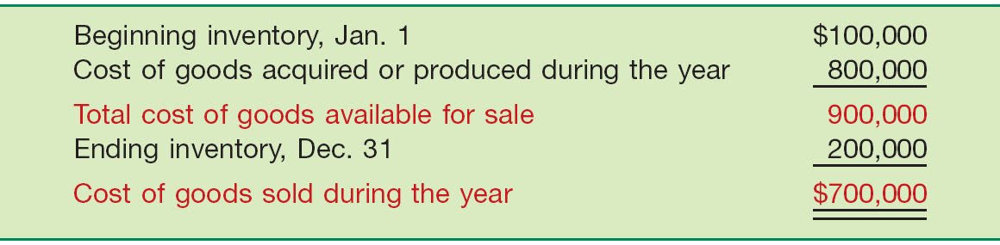 Beginning inventory, Jan. 1 $100,000
Cost of goods acquired or produced during the year 800,000
Total cost of goods available for sale 900,000
Ending inventory, Dec. 31 200,000
Cost of goods sold during the year $700,000